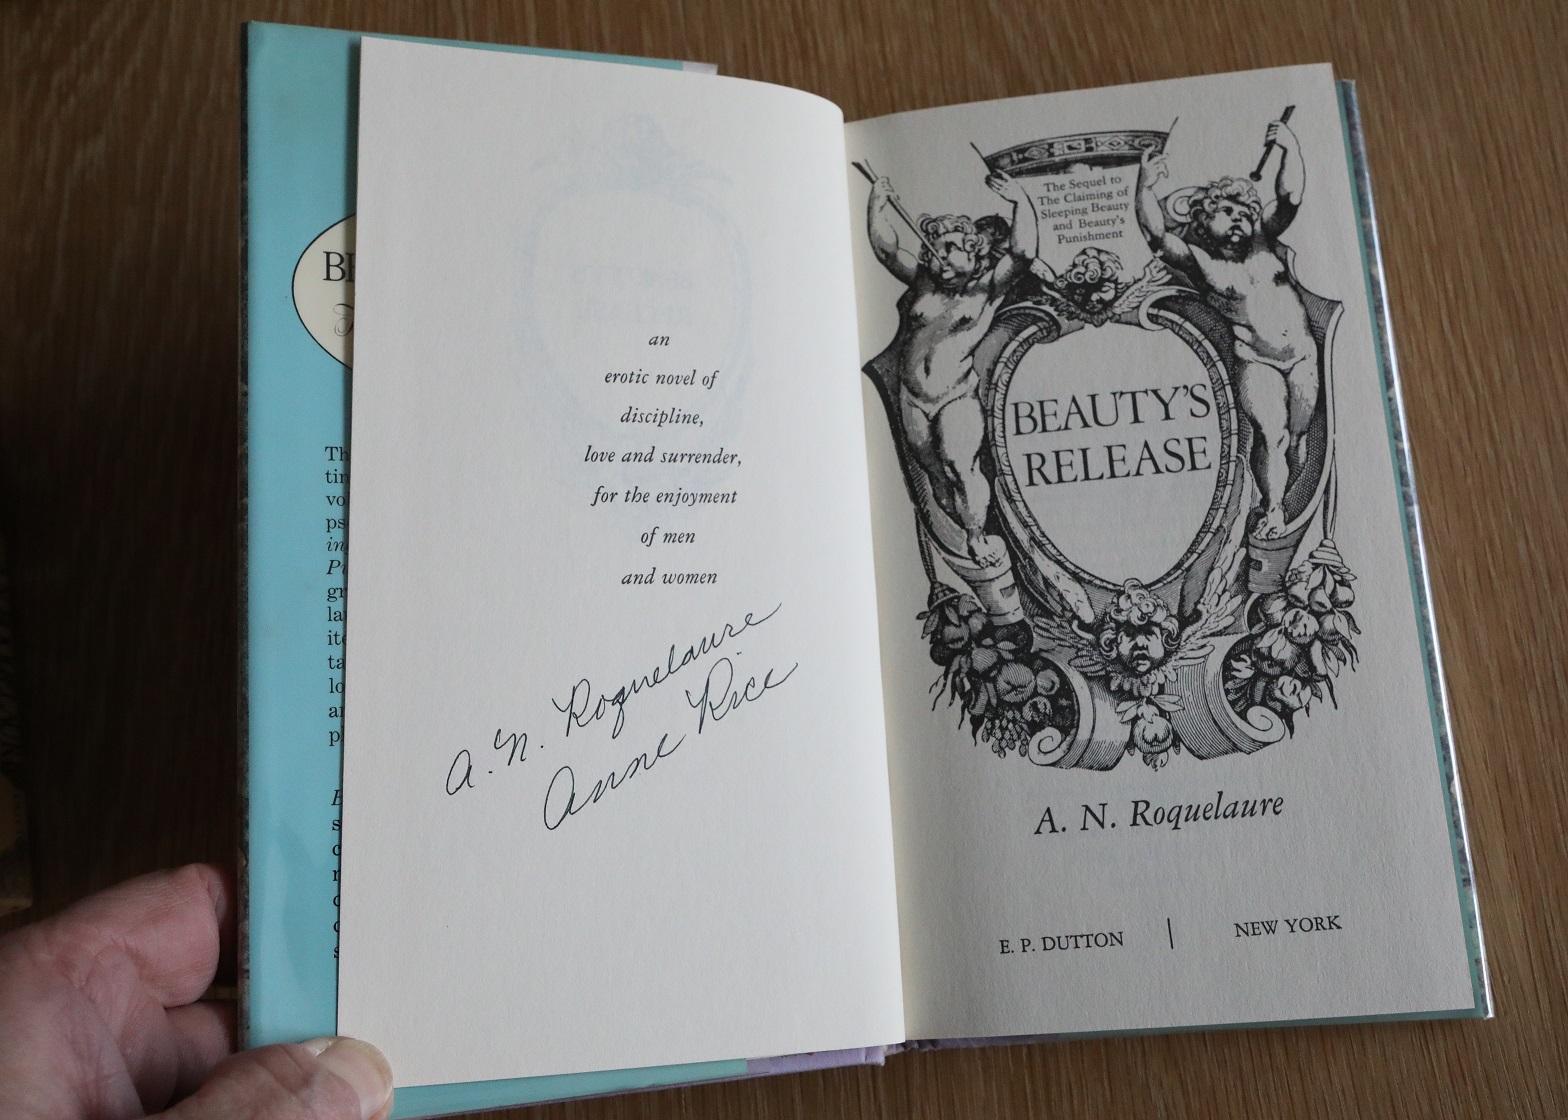 an
erotic novel of
discipline,
love and surrender,
for the enjoyment
of men
and women
A. N. Roquelaure
Anne Rice
The Sequel to
The Claiming of
Sleeping Beauty
and Beauty's
Punishment
BEAUTY'S
RELEASE
A. N. Roquelaure
E. P. DUTTON | NEW YORK